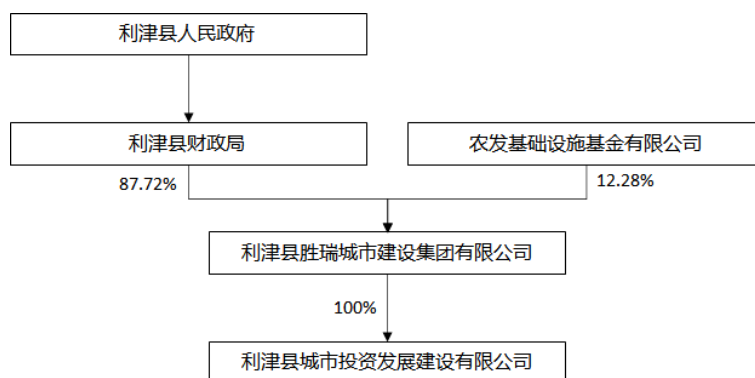 利津县人民政府
利津县财政局
农发基础设施基金有限公司
87.72%
12.28%
利津县胜瑞城市建设集团有限公司
100%
利津县城市投资发展建设有限公司